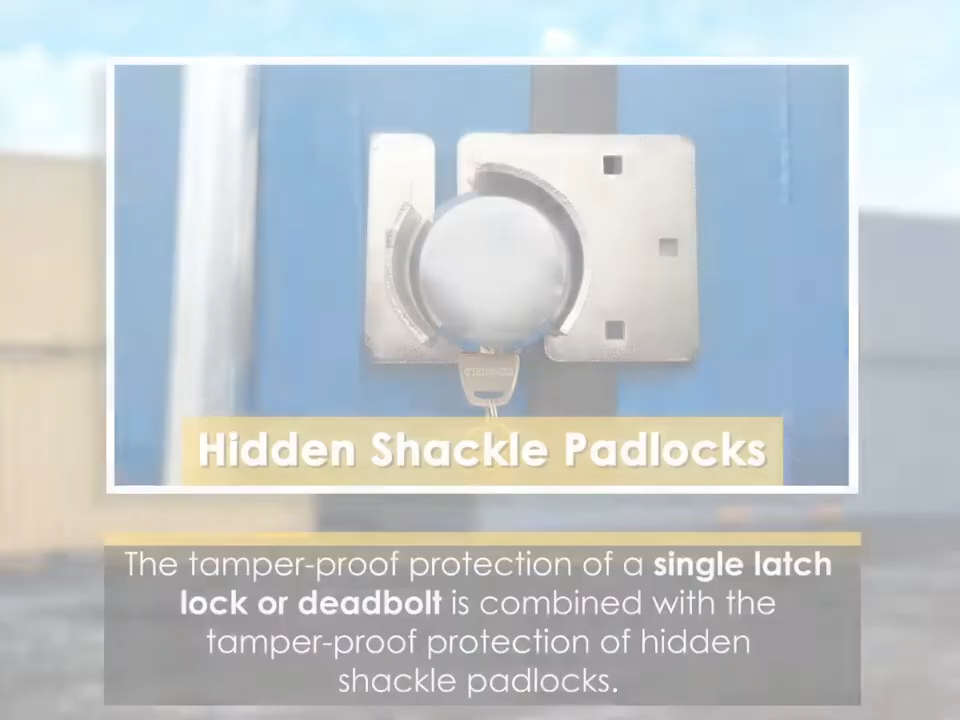 Hidden Shackle Padlocks
The tamper-proof protection of a single latch
lock or deadbolt is combined with the
tamper-proof protection of hidden
shackle padlocks.